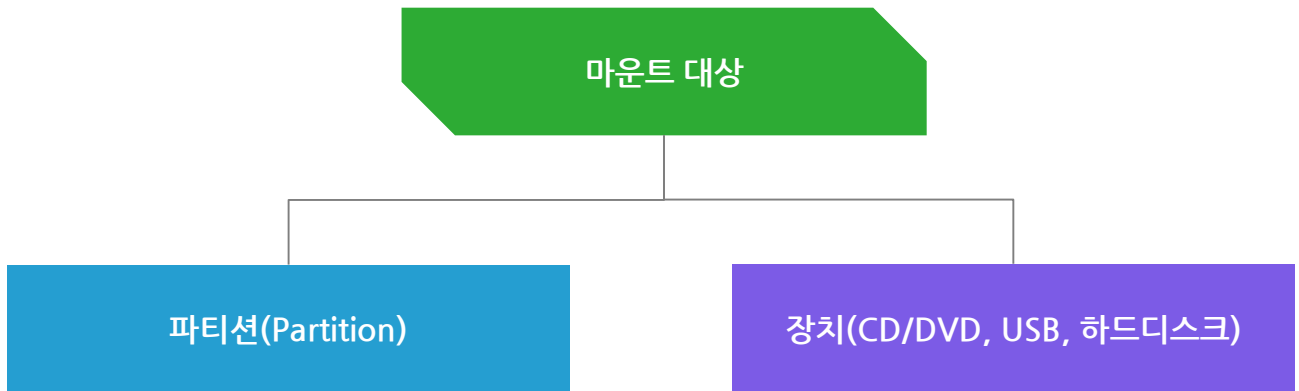 마운트 대상
파티션(Partition)
장치(CD/DVD, USB, 하드디스크)